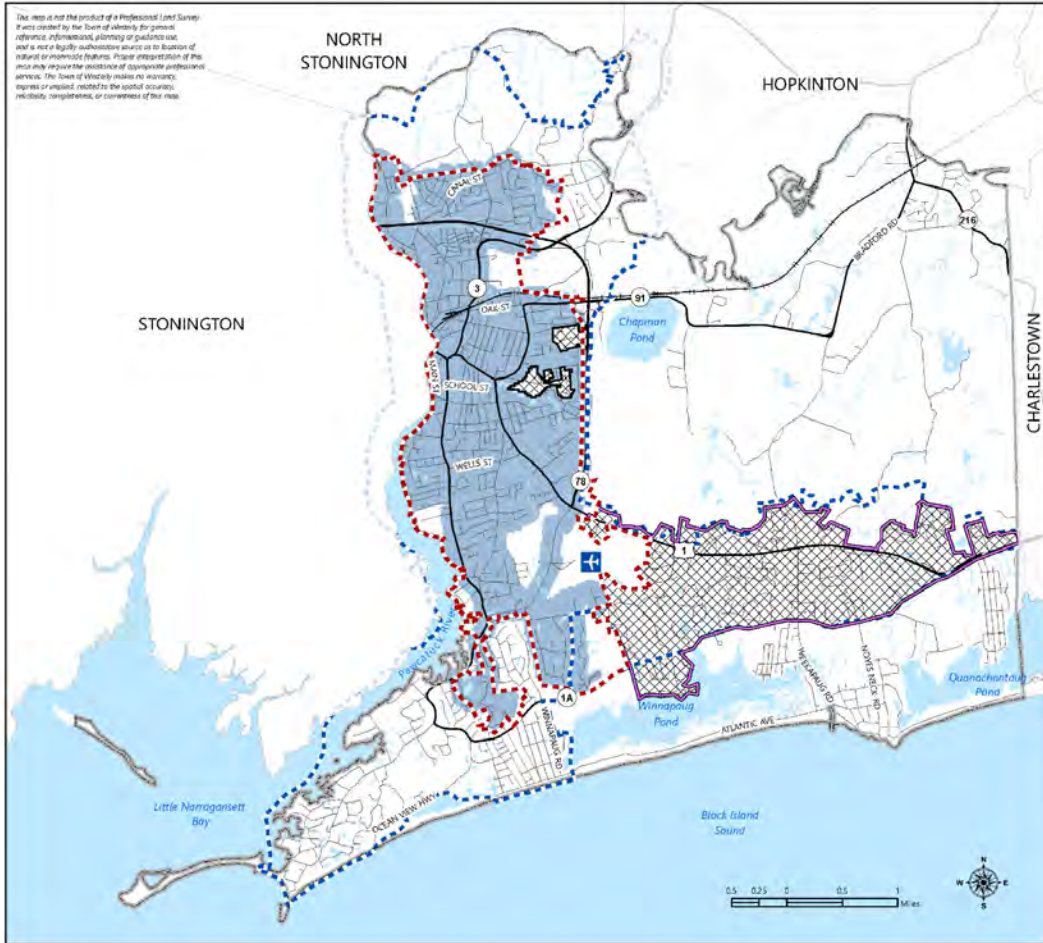 This map is not the product of a Professional Land Survey.
It was created by the Town of Westerly for general
reference, informational, planning or guidance use,
and is not a legally authoritative source as to location of
natural or manmade features. Proper interpretation of this
map may require the assistance of appropriate professional
services. The Town of Westerly makes no warranty,
express or implied, related to the spatial accuracy,
reliability, completeness, or currentness of this map.
NORTH
STONINGTON
HOPKINTON
CANAL ST
216
BRADFORD RD
3
91
OAK ST
STONINGTON
Chapman
Pond
CHARLESTOWN
MAIN ST
SCHOOL ST
WELLS ST
78
1
Pawcatuck River
WEEKAPAUG RD
NOYES NECK RD
Quonochontaug
Pond
1A
Winnapaug
Pond
WINNAPAUG RD
ATLANTIC AVE
Little Narragansett
Bay
OCEAN VIEW HWY
Block Island
Sound
N
W E
S
0.5 0.25 0 0.5 1
Miles